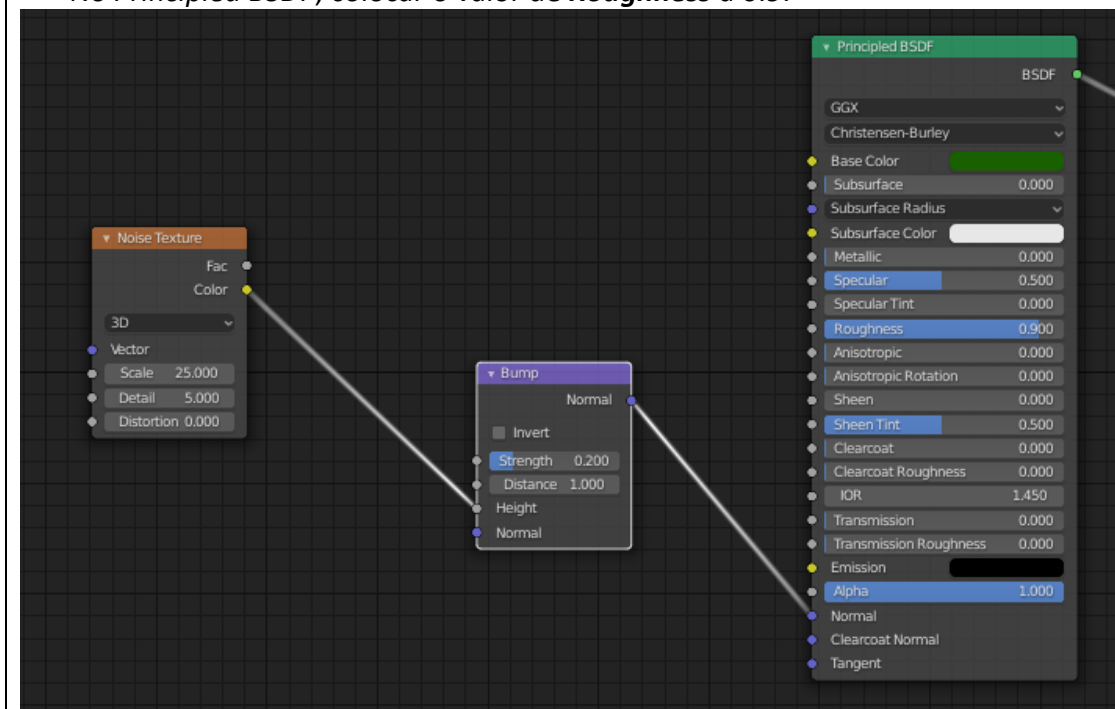 No Principled BSDF, colocar o valor de Roughness a 0.9.
Principled BSDF
BSDF
GGX
Christensen-Burley
Base Color
Subsurface 0.000
Subsurface Radius
Subsurface Color
Metallic 0.000
Specular 0.500
Specular Tint 0.000
Roughness 0.900
Anisotropic 0.000
Anisotropic Rotation 0.000
Sheen 0.000
Sheen Tint 0.500
Clearcoat 0.000
Clearcoat Roughness 0.000
IOR 1.450
Transmission 0.000
Transmission Roughness 0.000
Emission
Alpha 1.000
Normal
Clearcoat Normal
Tangent
Noise Texture
Fac
Color
3D
Vector
Scale 25.000
Detail 5.000
Distortion 0.000
Bump
Normal
Invert
Strength 0.200
Distance 1.000
Height
Normal